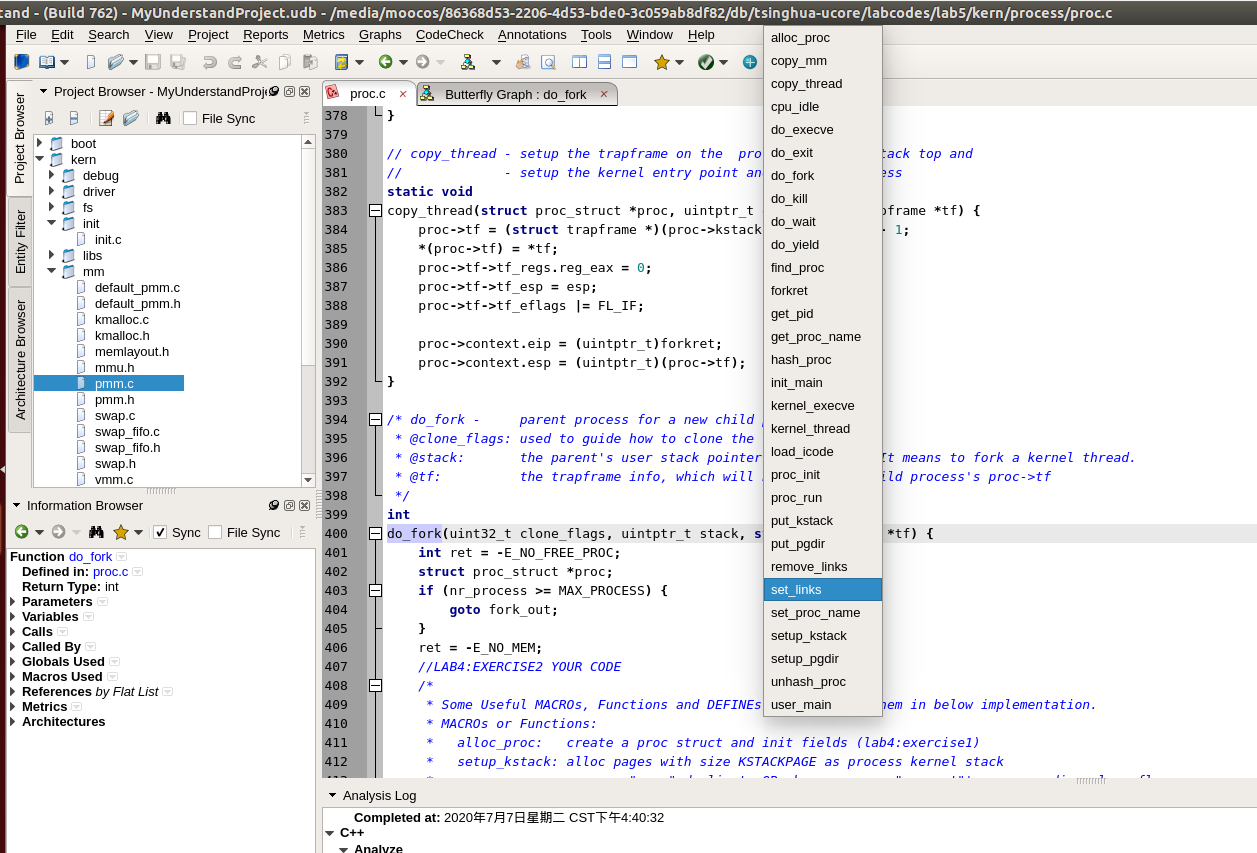 tand - (Build 762) - MyUnderstandProject.udb - /media/moocos/86368d53-2206-4d53-bde0-3c059ab8df82/db/tsinghua-ucore/labcodes/lab5/kern/process/proc.c
File Edit Search View Project Reports Metrics Graphs CodeCheck Annotations Tools Window Help
Project Browser - MyUnderstandProje
File Sync
Project Browser
Entity Filter
Architecture Browser
boot
kern
debug
driver
fs
init
init.c
libs
mm
default_pmm.c
default_pmm.h
kmalloc.c
kmalloc.h
memlayout.h
mmu.h
pmm.c
pmm.h
swap.c
swap_fifo.c
swap_fifo.h
swap.h
vmm.c
Information Browser
Sync File Sync
Function do_fork
Defined in: proc.c
Return Type: int
Parameters
Variables
Calls
Called By
Globals Used
Macros Used
References by Flat List
Metrics
Architectures
proc.c
Butterfly Graph : do_fork
378 }
379
380 // copy_thread - setup the trapframe on the pro tack top and
381 // - setup the kernel entry point an ess
382 static void
383 copy_thread(struct proc_struct *proc, uintptr_t pframe *tf) {
384 proc->tf = (struct trapframe *)(proc->kstack 1;
385 *(proc->tf) = *tf;
386 proc->tf->tf_regs.reg_eax = 0;
387 proc->tf->tf_esp = esp;
388 proc->tf->tf_eflags |= FL_IF;
389
390 proc->context.eip = (uintptr_t)forkret;
391 proc->context.esp = (uintptr_t)(proc->tf);
392 }
393
394 /* do_fork - parent process for a new child
395 * @clone_flags: used to guide how to clone the
396 * @stack: the parent's user stack pointer t means to fork a kernel thread.
397 * @tf: the trapframe info, which will ild process's proc->tf
398 */
399 int
400 do_fork(uint32_t clone_flags, uintptr_t stack, s *tf) {
401 int ret = -E_NO_FREE_PROC;
402 struct proc_struct *proc;
403 if (nr_process >= MAX_PROCESS) {
404 goto fork_out;
405 }
406 ret = -E_NO_MEM;
407 //LAB4:EXERCISE2 YOUR CODE
408 /*
409 * Some Useful MACROs, Functions and DEFINEs em in below implementation.
410 * MACROs or Functions:
411 * alloc_proc: create a proc struct and init fields (lab4:exercise1)
412 * setup_kstack: alloc pages with size KSTACKPAGE as process kernel stack
alloc_proc
copy_mm
copy_thread
cpu_idle
do_execve
do_exit
do_fork
do_kill
do_wait
do_yield
find_proc
forkret
get_pid
get_proc_name
hash_proc
init_main
kernel_execve
kernel_thread
load_icode
proc_init
proc_run
put_kstack
put_pgdir
remove_links
set_links
set_proc_name
setup_kstack
setup_pgdir
unhash_proc
user_main
Analysis Log
Completed at: 2020年7月7日星期二 CST下午4:40:32
C++
Analyze